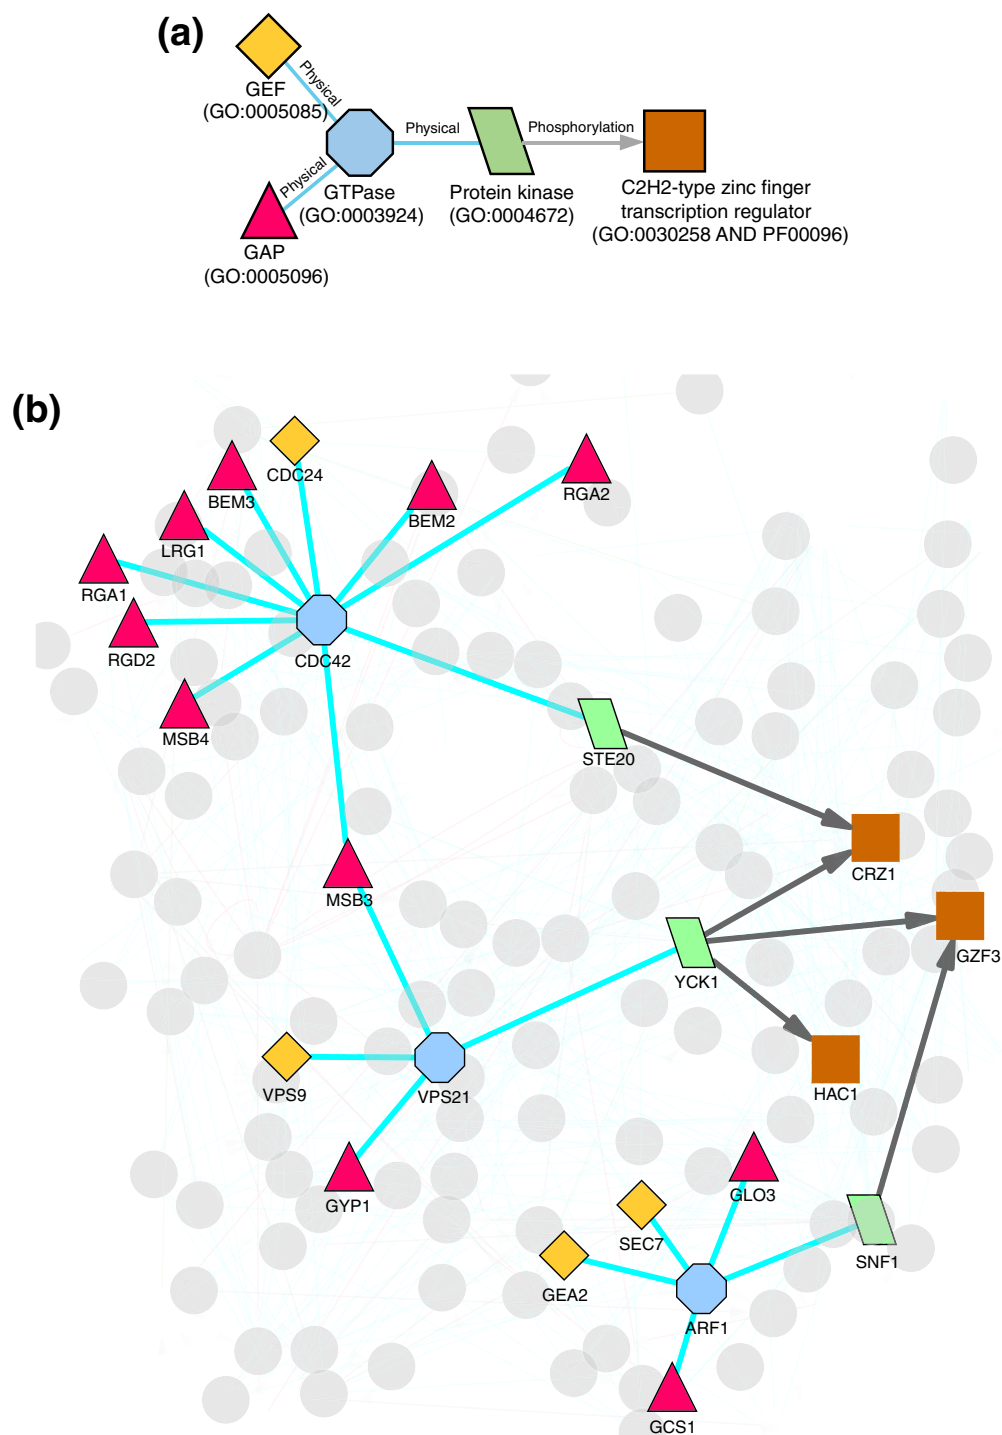 (a)
Physical
GEF
(GO:0005085)
Physical
Phosphorylation
Physical
GTPase
(GO:0003924)
Protein kinase
(GO:0004672)
C2H2-type zinc finger
transcription regulator
(GO:0030258 AND PF00096)
GAP
(GO:0005096)
(b)
CDC24
BEM3
RGA2
BEM2
LRG1
RGA1
RGD2
CDC42
MSB4
STE20
CRZ1
MSB3
GZF3
YCK1
VPS9
VPS21
HAC1
GYP1
GLO3
SEC7
SNF1
GEA2
ARF1
GCS1